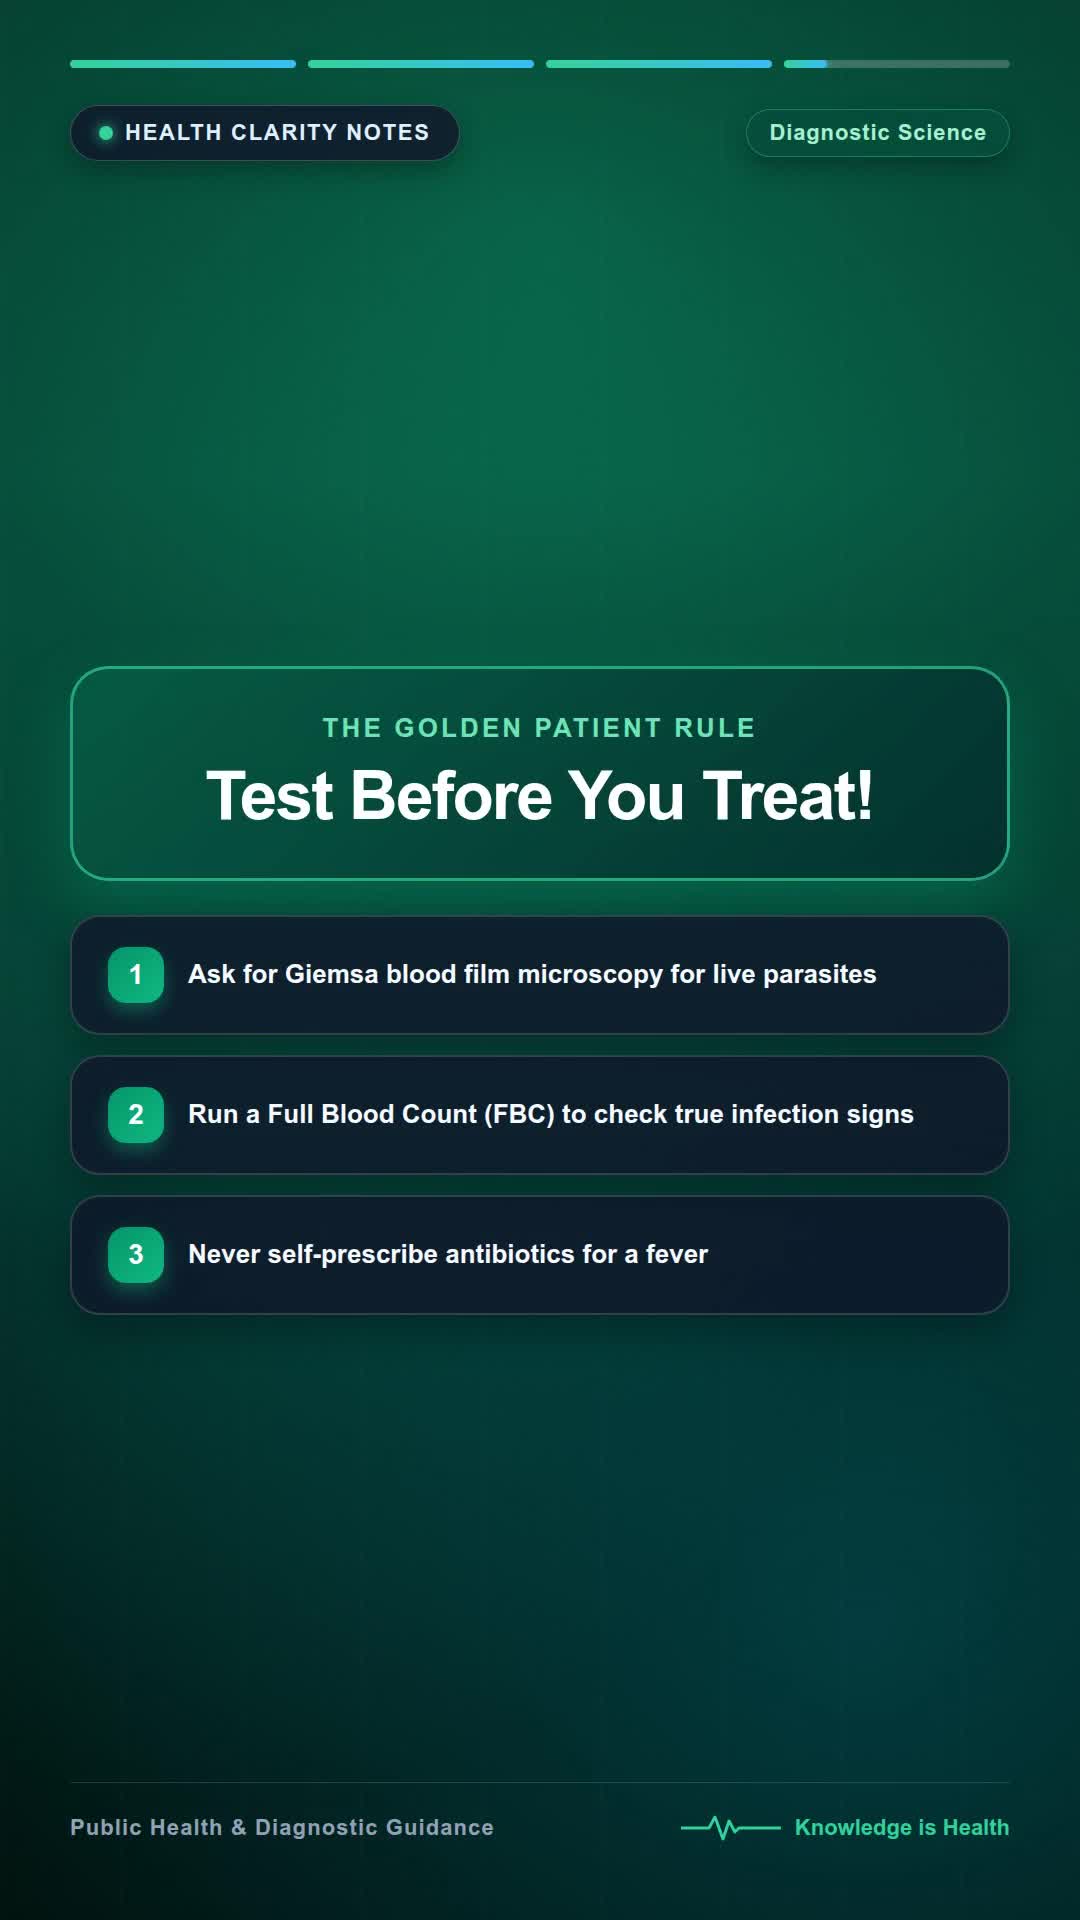 HEALTH CLARITY NOTES
Diagnostic Science
THE GOLDEN PATIENT RULE
Test Before You Treat!
1 Ask for Giemsa blood film microscopy for live parasites
2 Run a Full Blood Count (FBC) to check true infection signs
3 Never self-prescribe antibiotics for a fever
Public Health & Diagnostic Guidance
Knowledge is Health